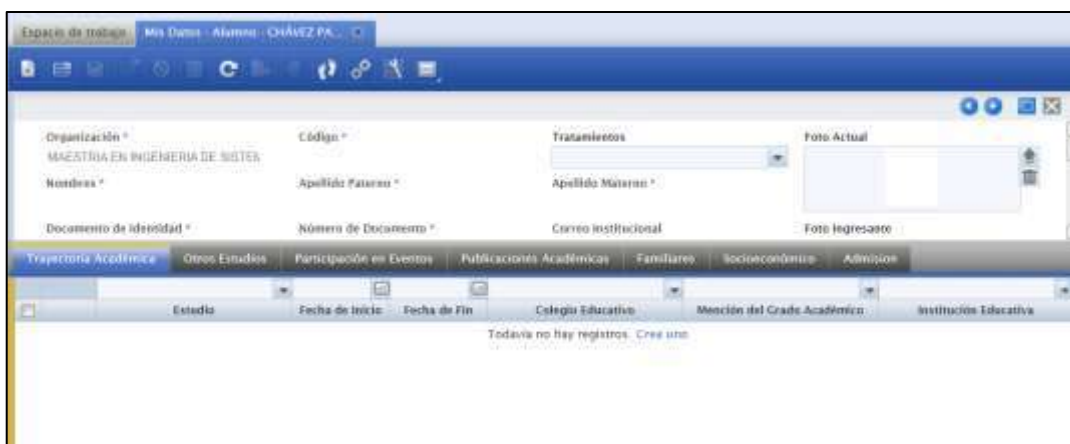 Espacio de trabajo Mis Datos - Alumno - CHÁVEZ PA...
Organización * Código * Tratamientos Foto Actual
MAESTRIA EN INGENIERIA DE SISTEM
Nombres * Apellido Paterno * Apellido Materno *
Documento de Identidad * Número de Documento * Correo Institucional Foto Ingresante
Trayectoria Académica Otros Estudios Participación en Eventos Publicaciones Académicas Familiares Socioeconómico Admision
Estudio Fecha de Inicio Fecha de Fin Colegio Educativo Mención del Grado Académico Institución Educativa
Todavía no hay registros. Crea uno